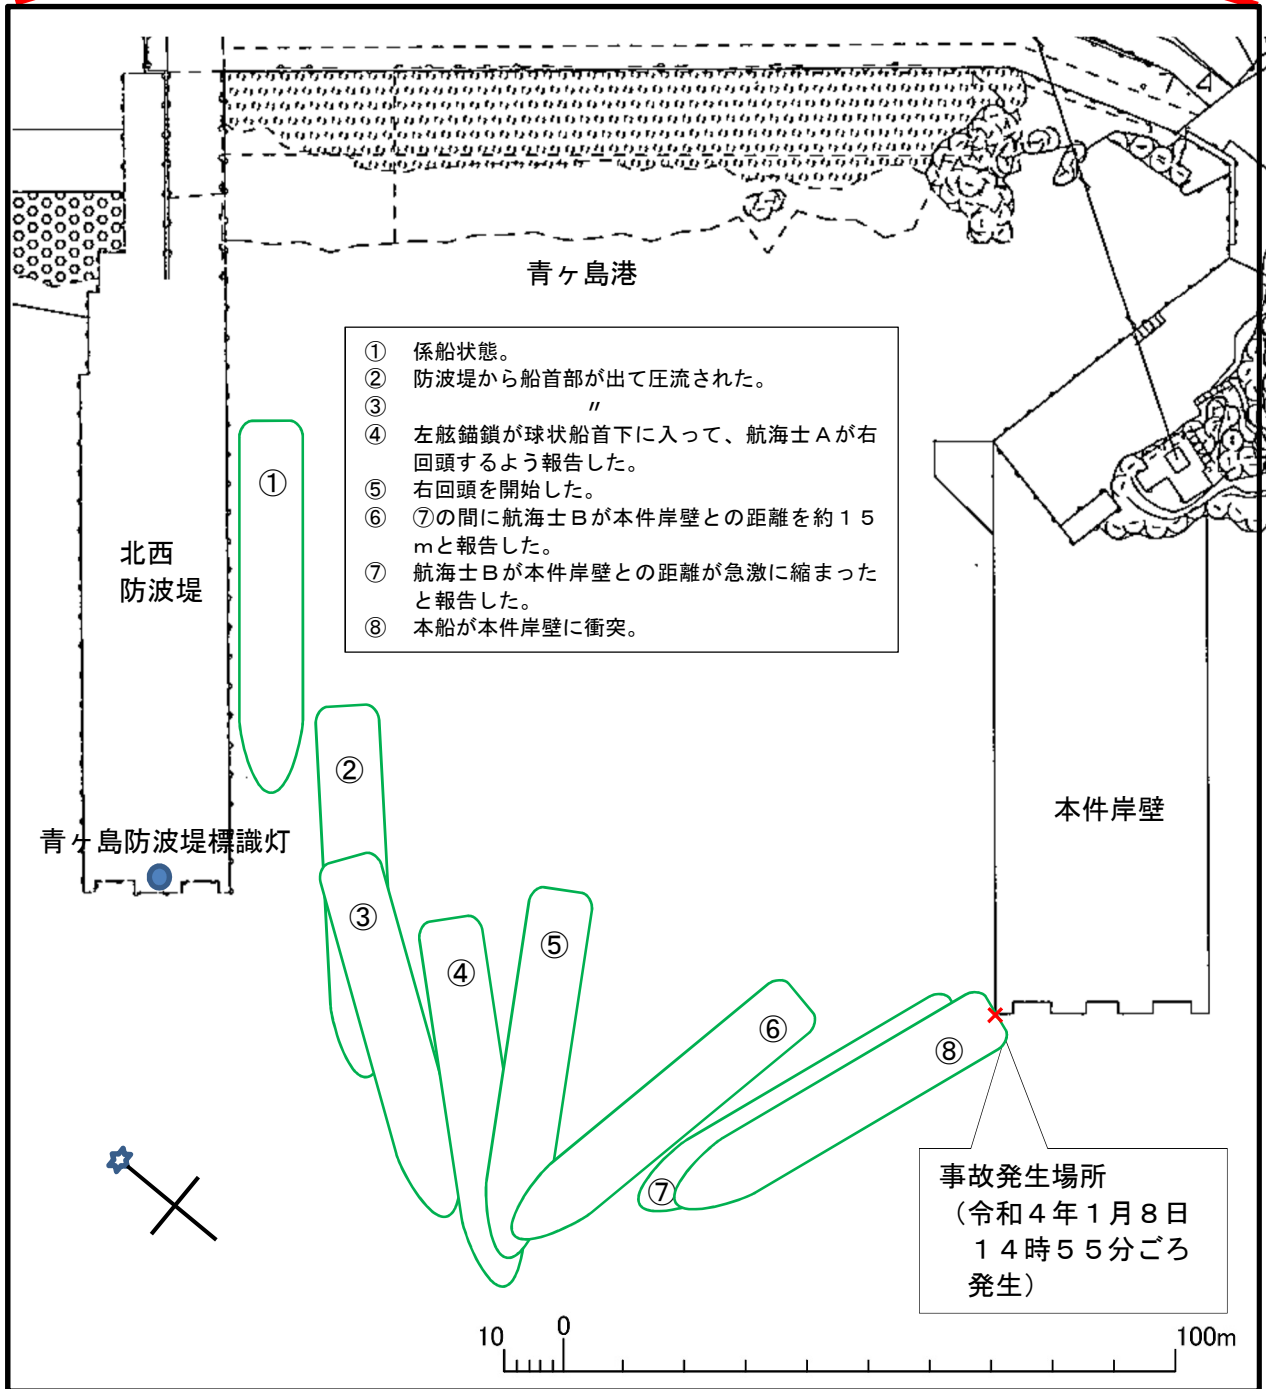 青ヶ島港
① 係船状態。
② 防波堤から船首部が出て圧流された。
③ 〃
④ 左舷錨鎖が球状船首下に入って、航海士Ａが右
回頭するよう報告した。
⑤ 右回頭を開始した。
⑥ ⑦の間に航海士Ｂが本件岸壁との距離を約１５
ｍと報告した。
⑦ 航海士Ｂが本件岸壁との距離が急激に縮まった
と報告した。
⑧ 本船が本件岸壁に衝突。
①
北西
防波堤
②
本件岸壁
青ヶ島防波堤標識灯
③
④
⑤
⑥
⑧
⑦
事故発生場所
（令和４年１月８日
１４時５５分ごろ
発生）
10 0 100m